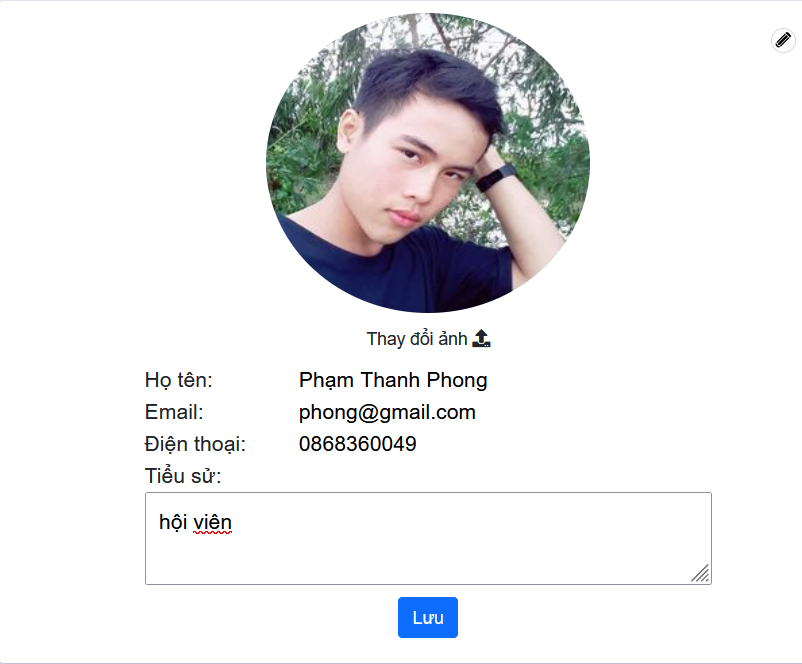 Thay đổi ảnh
Họ tên: Phạm Thanh Phong
Email: phong@gmail.com
Điện thoại: 0868360049
Tiểu sử:
hội viên
Lưu